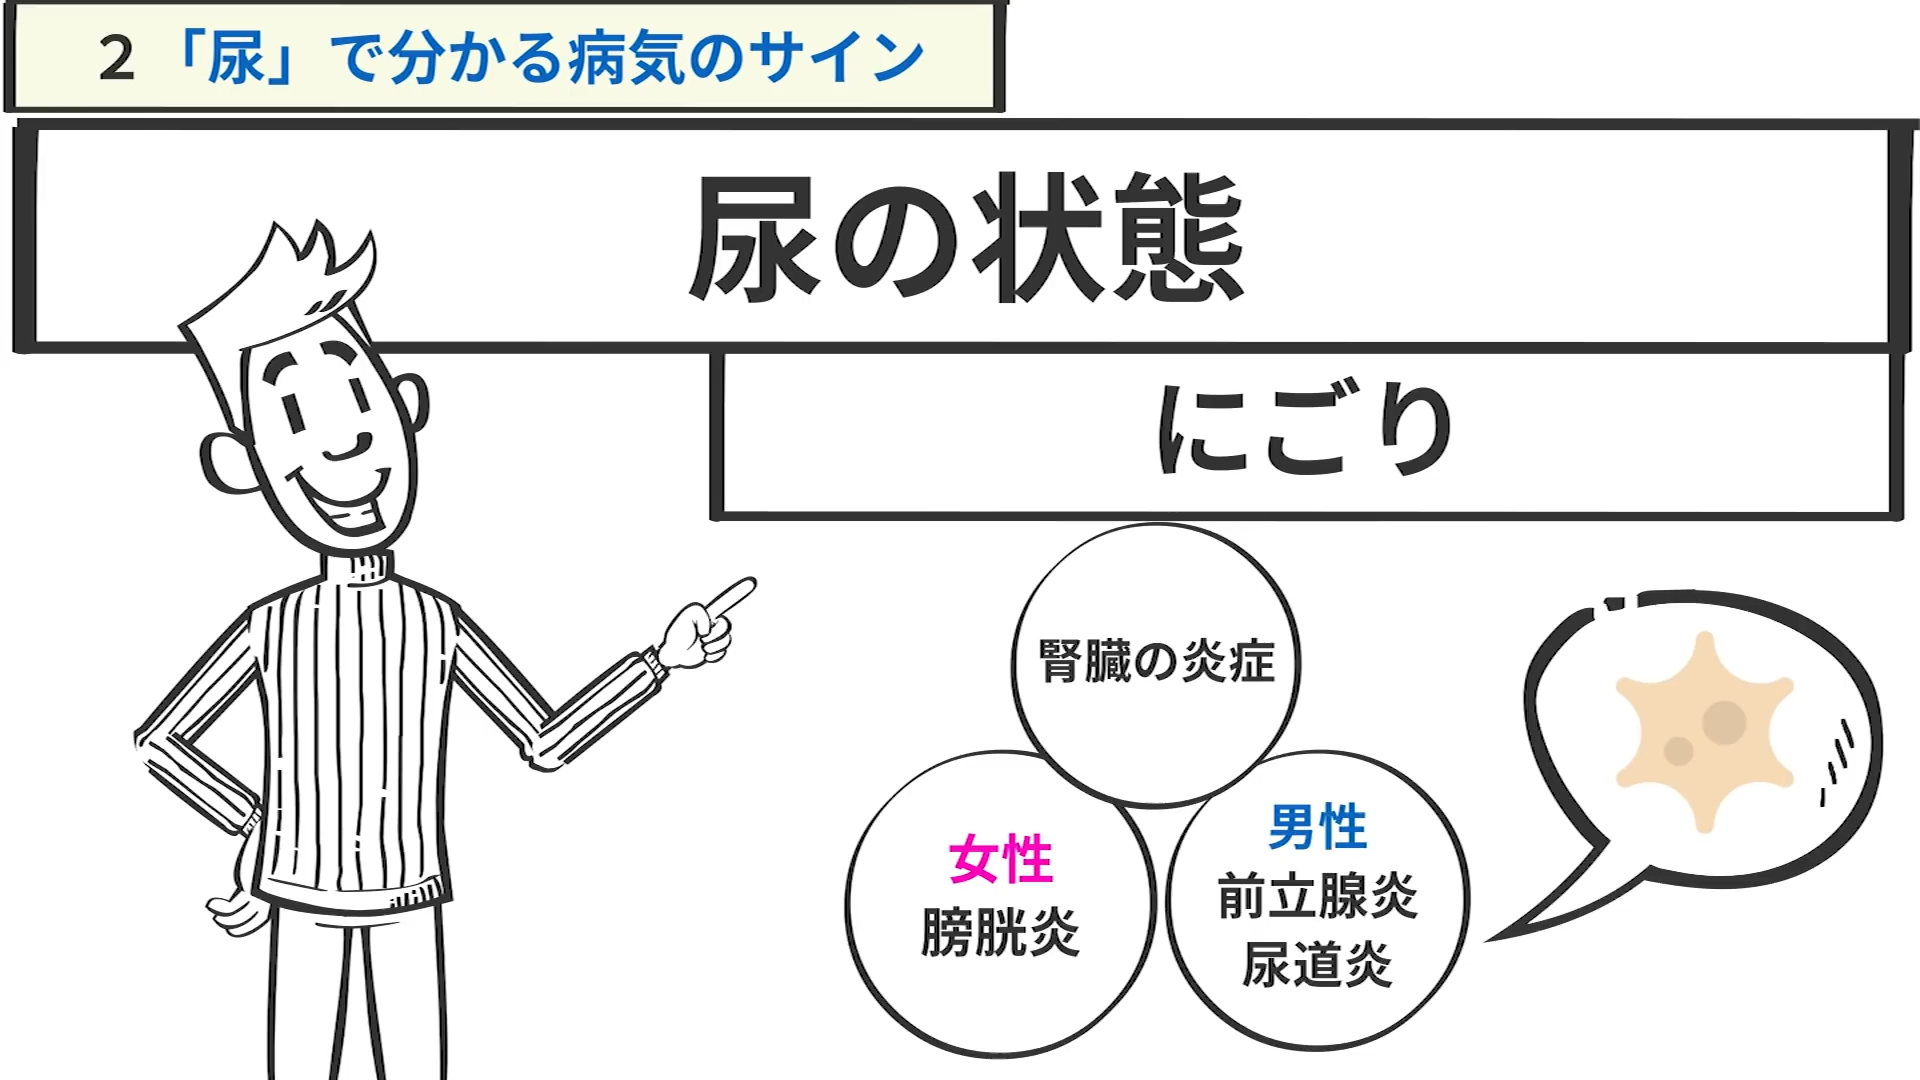 2 「尿」で分かる病気のサイン
尿の状態
にごり
腎臓の炎症
女性
膀胱炎
男性
前立腺炎
尿道炎